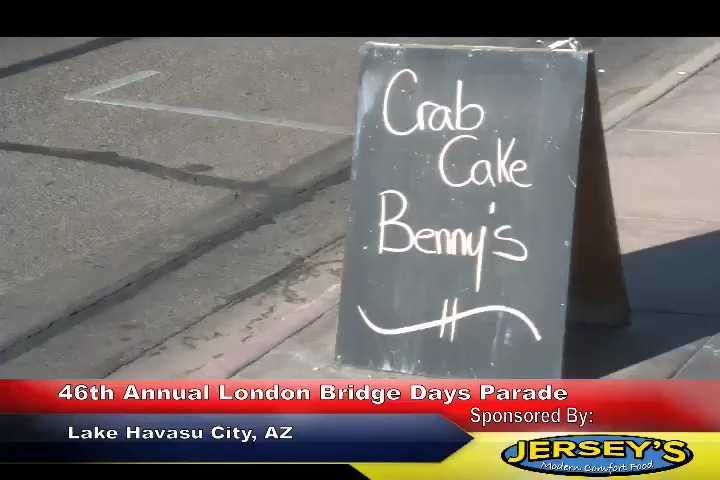 Crab
Cake
Benny's
46th Annual London Bridge Days Parade
Sponsored By:
Lake Havasu City, AZ
JERSEY'S
Modern Comfort Food